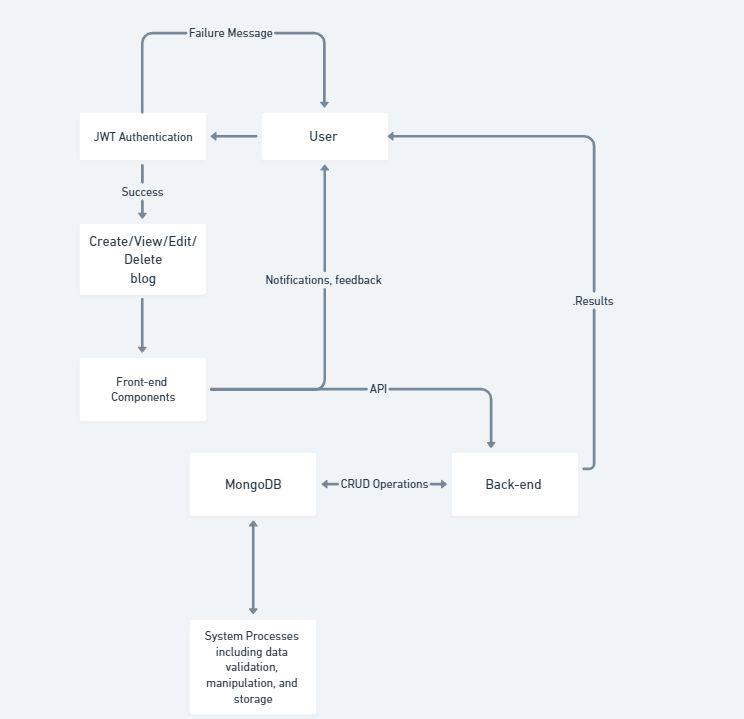 Failure Message
JWT Authentication
User
Success
Create/View/Edit/
Delete
blog
Notifications, feedback
.Results
Front-end
Components
API
MongoDB
CRUD Operations
Back-end
System Processes
including data
validation,
manipulation, and
storage